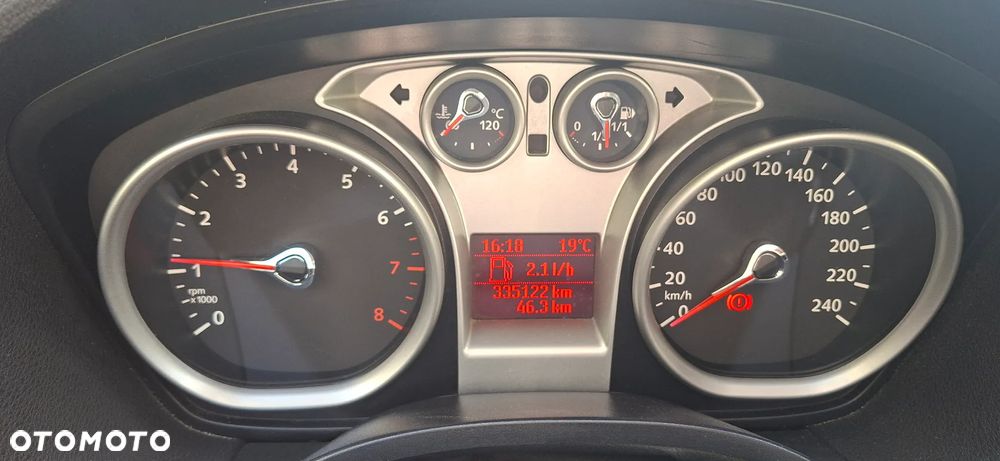 °C
60 120
0 1/1
1/2
0 1 2 3 4 5 6 7 8
rpm
x1000
16:18 19°C
2.1 l/h
335122 km
46.3 km
0 20 40 60 80 100 120 140 160 180 200 220 240
km/h
OTOMOTO